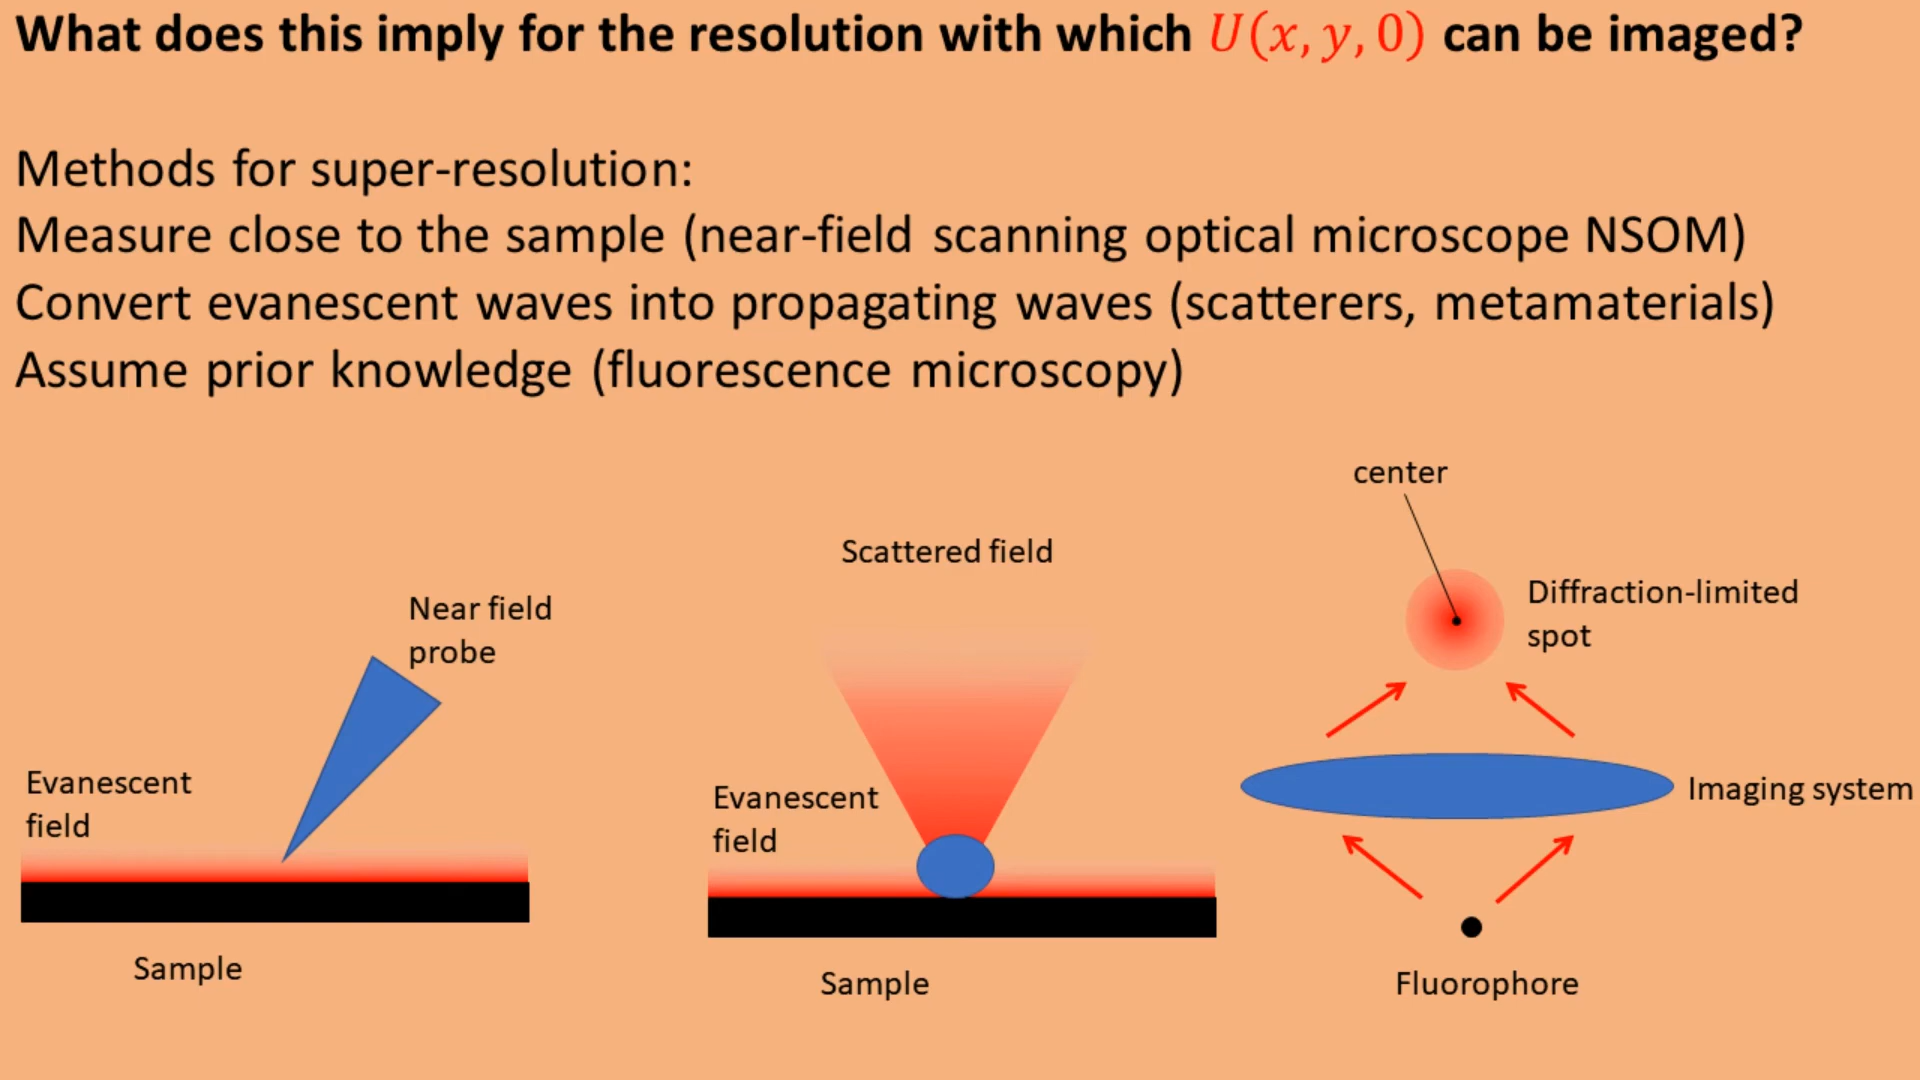 What does this imply for the resolution with which U(x, y, 0) can be imaged?
Methods for super-resolution:
Measure close to the sample (near-field scanning optical microscope NSOM)
Convert evanescent waves into propagating waves (scatterers, metamaterials)
Assume prior knowledge (fluorescence microscopy)
Near field
probe
Evanescent
field
Sample
Scattered field
Evanescent
field
Sample
center
Diffraction-limited
spot
Imaging system
Fluorophore